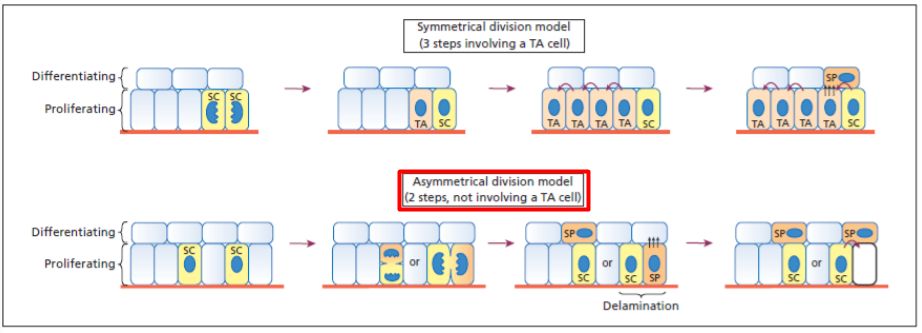 Symmetrical division model
(3 steps involving a TA cell)
Differentiating
SP
SC SC
Proliferating
TA SC
TA TA TA TA SC
TA TA TA TA SC
Asymmetrical division model
(2 steps, not involving a TA cell)
Differentiating
SP
SP SP
SC SC
Proliferating
or
or
or
SC SC SP
SC SC
Delamination